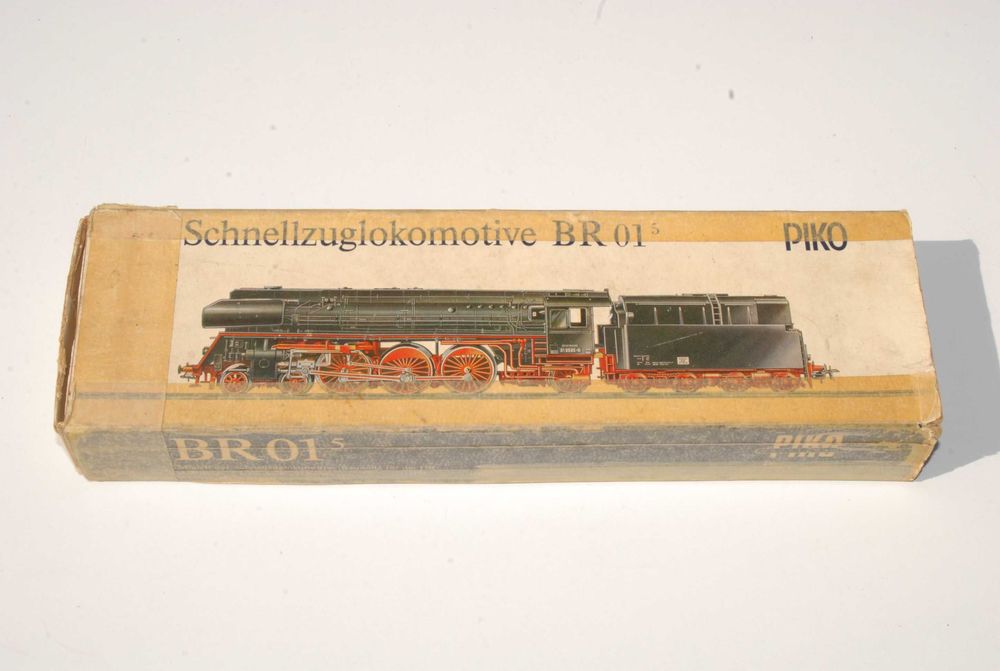 Schnellzuglokomotive BR 01⁵ PIKO
BR 01⁵ PIKO